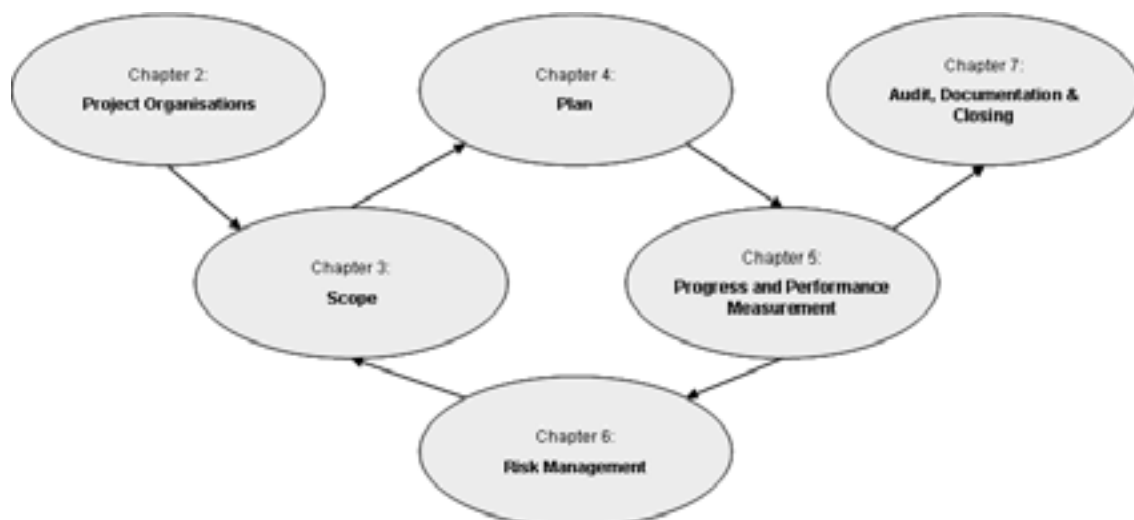 Chapter 2:
Project Organisations
Chapter 4:
Plan
Chapter 7:
Audit, Documentation &
Closing
Chapter 3:
Scope
Chapter 5:
Progress and Performance
Measurement
Chapter 6:
Risk Management